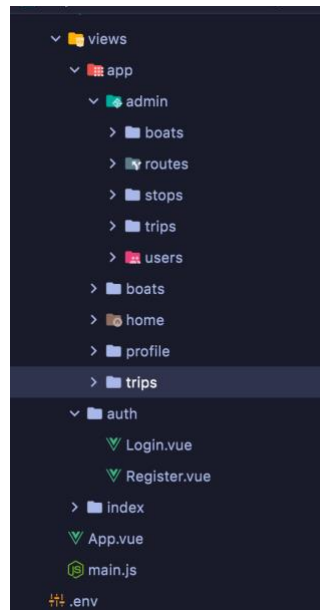 views
app
admin
boats
routes
stops
trips
users
boats
home
profile
trips
auth
Login.vue
Register.vue
index
App.vue
main.js
.env